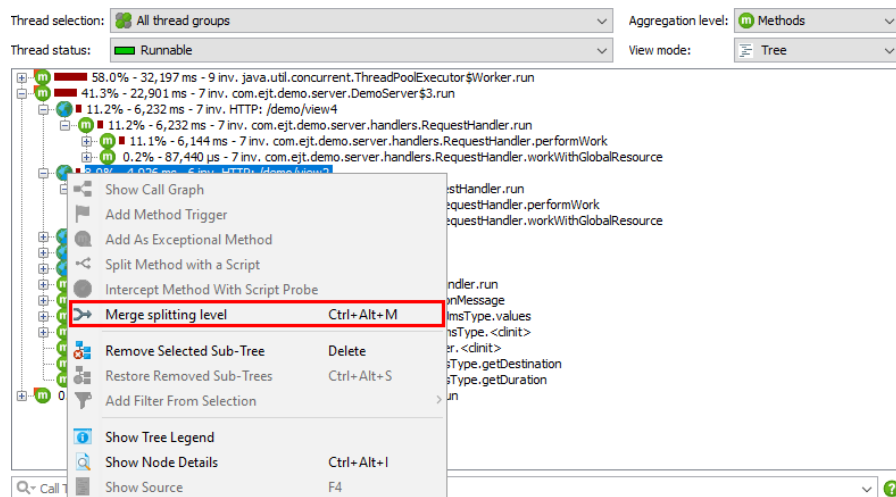 Thread selection: All thread groups Aggregation level: Methods
Thread status: Runnable View mode: Tree
58.0% - 32,197 ms - 9 inv. java.util.concurrent.ThreadPoolExecutor$Worker.run
41.3% - 22,901 ms - 7 inv. com.ejt.demo.server.DemoServer$3.run
11.2% - 6,232 ms - 7 inv. HTTP: /demo/view4
11.2% - 6,232 ms - 7 inv. com.ejt.demo.server.handlers.RequestHandler.run
11.1% - 6,144 ms - 7 inv. com.ejt.demo.server.handlers.RequestHandler.performWork
0.2% - 87,440 µs - 7 inv. com.ejt.demo.server.handlers.RequestHandler.workWithGlobalResource
Show Call Graph estHandler.run
Add Method Trigger equestHandler.performWork
equestHandler.workWithGlobalResource
Add As Exceptional Method
Split Method with a Script
Intercept Method With Script Probe ndler.run
onMessage
Merge splitting level Ctrl+Alt+M msType.values
msType.<clinit>
Remove Selected Sub-Tree Delete er.<clinit>
sType.getDestination
Restore Removed Sub-Trees Ctrl+Alt+S sType.getDuration
0 Add Filter From Selection un
Show Tree Legend
Show Node Details Ctrl+Alt+I
Call T Show Source F4